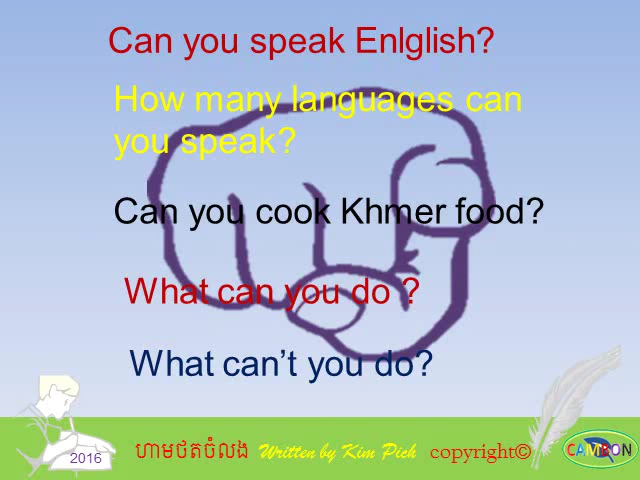 Can you speak Enlglish?
How many languages can
you speak?
Can you cook Khmer food?
What can you do ?
What can't you do?
2016
ហាមថតចំលង Written by Kim Pich copyright©
CAMBON